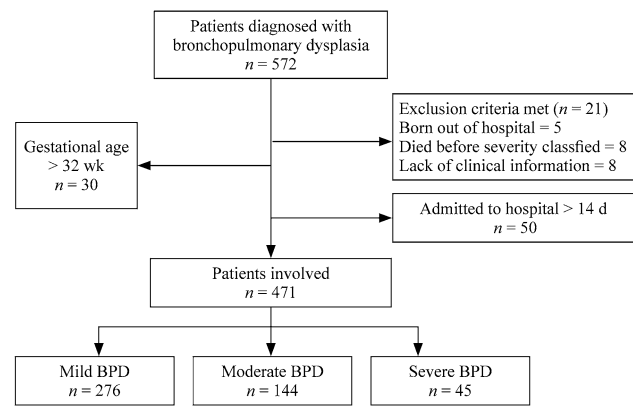 Patients diagnosed with
bronchopulmonary dysplasia
n = 572
Exclusion criteria met (n = 21)
Born out of hospital = 5
Died before severity classfied = 8
Lack of clinical information = 8
Gestational age
> 32 wk
n = 30
Admitted to hospital > 14 d
n = 50
Patients involved
n = 471
Mild BPD
n = 276
Moderate BPD
n = 144
Severe BPD
n = 45